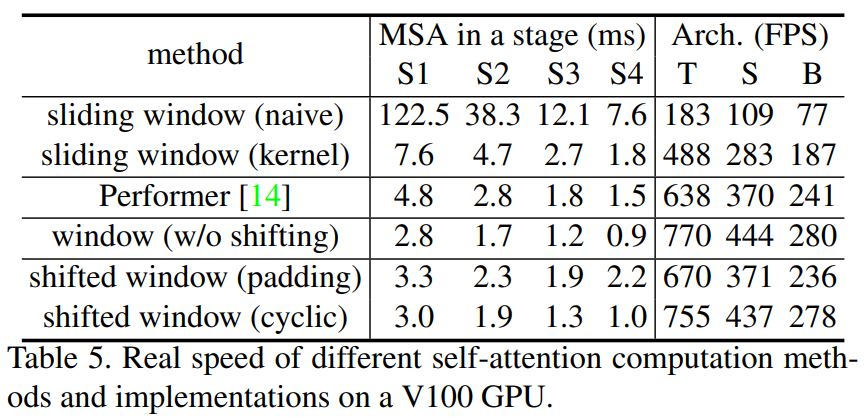 method MSA in a stage (ms) Arch. (FPS)
S1 S2 S3 S4 T S B
sliding window (naive) 122.5 38.3 12.1 7.6 183 109 77
sliding window (kernel) 7.6 4.7 2.7 1.8 488 283 187
Performer [14] 4.8 2.8 1.8 1.5 638 370 241
window (w/o shifting) 2.8 1.7 1.2 0.9 770 444 280
shifted window (padding) 3.3 2.3 1.9 2.2 670 371 236
shifted window (cyclic) 3.0 1.9 1.3 1.0 755 437 278
Table 5. Real speed of different self-attention computation meth-
ods and implementations on a V100 GPU.